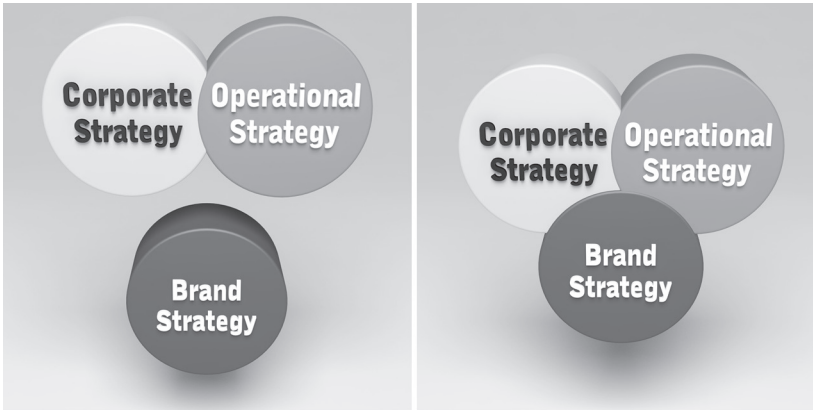 Corporate
Strategy
Operational
Strategy
Brand
Strategy
Corporate
Strategy
Operational
Strategy
Brand
Strategy